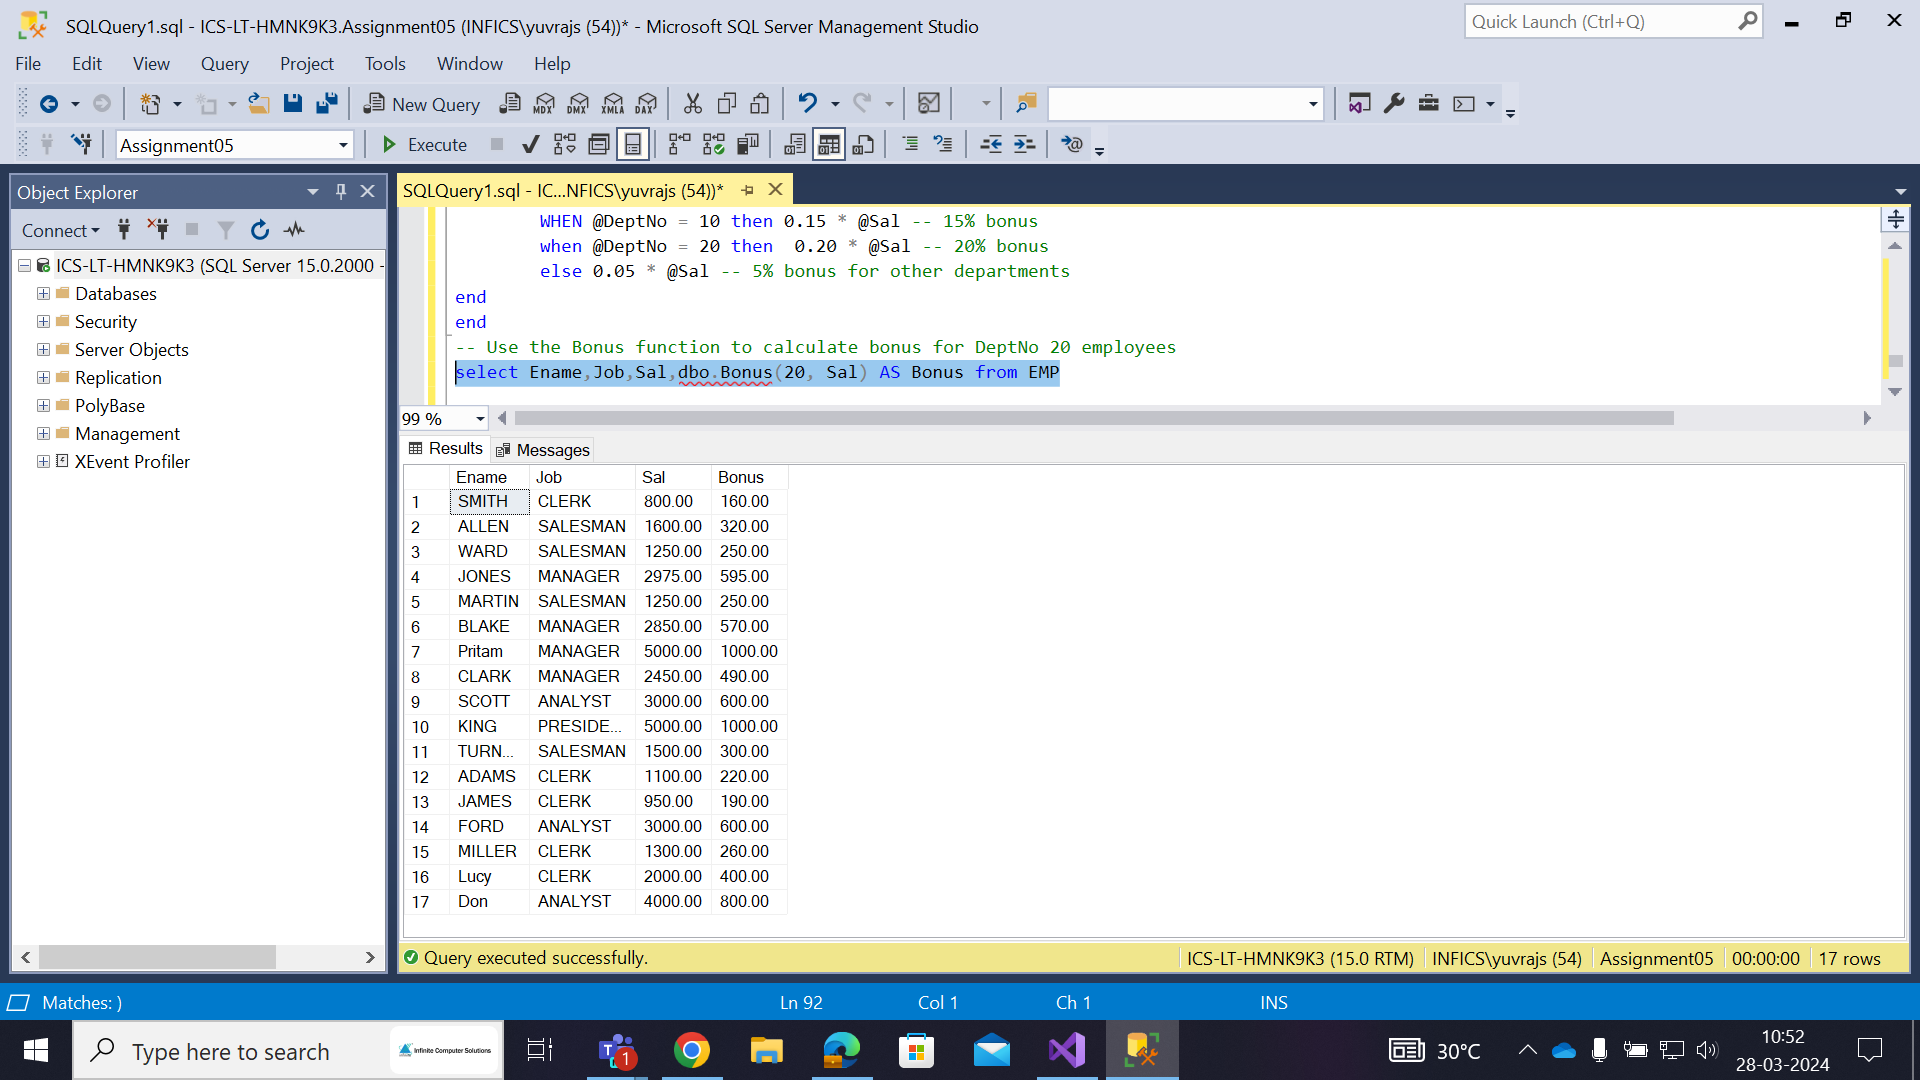 SQLQuery1.sql - ICS-LT-HMNK9K3.Assignment05 (INFICS\yuvrajs (54))* - Microsoft SQL Server Management Studio
Quick Launch (Ctrl+Q)
File Edit View Query Project Tools Window Help
New Query MDX DMX XMLA DAX
Assignment05 Execute
Object Explorer
Connect
ICS-LT-HMNK9K3 (SQL Server 15.0.2000 -
Databases
Security
Server Objects
Replication
PolyBase
Management
XEvent Profiler
SQLQuery1.sql - IC...NFICS\yuvrajs (54))*
WHEN @DeptNo = 10 then 0.15 * @Sal -- 15% bonus
when @DeptNo = 20 then  0.20 * @Sal -- 20% bonus
else 0.05 * @Sal -- 5% bonus for other departments
end
end
-- Use the Bonus function to calculate bonus for DeptNo 20 employees
select Ename,Job,Sal,dbo.Bonus(20, Sal) AS Bonus from EMP
99 %
Results Messages
Ename Job Sal Bonus
1 SMITH CLERK 800.00 160.00
2 ALLEN SALESMAN 1600.00 320.00
3 WARD SALESMAN 1250.00 250.00
4 JONES MANAGER 2975.00 595.00
5 MARTIN SALESMAN 1250.00 250.00
6 BLAKE MANAGER 2850.00 570.00
7 Pritam MANAGER 5000.00 1000.00
8 CLARK MANAGER 2450.00 490.00
9 SCOTT ANALYST 3000.00 600.00
10 KING PRESIDE... 5000.00 1000.00
11 TURN... SALESMAN 1500.00 300.00
12 ADAMS CLERK 1100.00 220.00
13 JAMES CLERK 950.00 190.00
14 FORD ANALYST 3000.00 600.00
15 MILLER CLERK 1300.00 260.00
16 Lucy CLERK 2000.00 400.00
17 Don ANALYST 4000.00 800.00
Query executed successfully. ICS-LT-HMNK9K3 (15.0 RTM) INFICS\yuvrajs (54) Assignment05 00:00:00 17 rows
Matches: ) Ln 92 Col 1 Ch 1 INS
Type here to search Infinite Computer Solutions T 1 30°C 10:52
28-03-2024